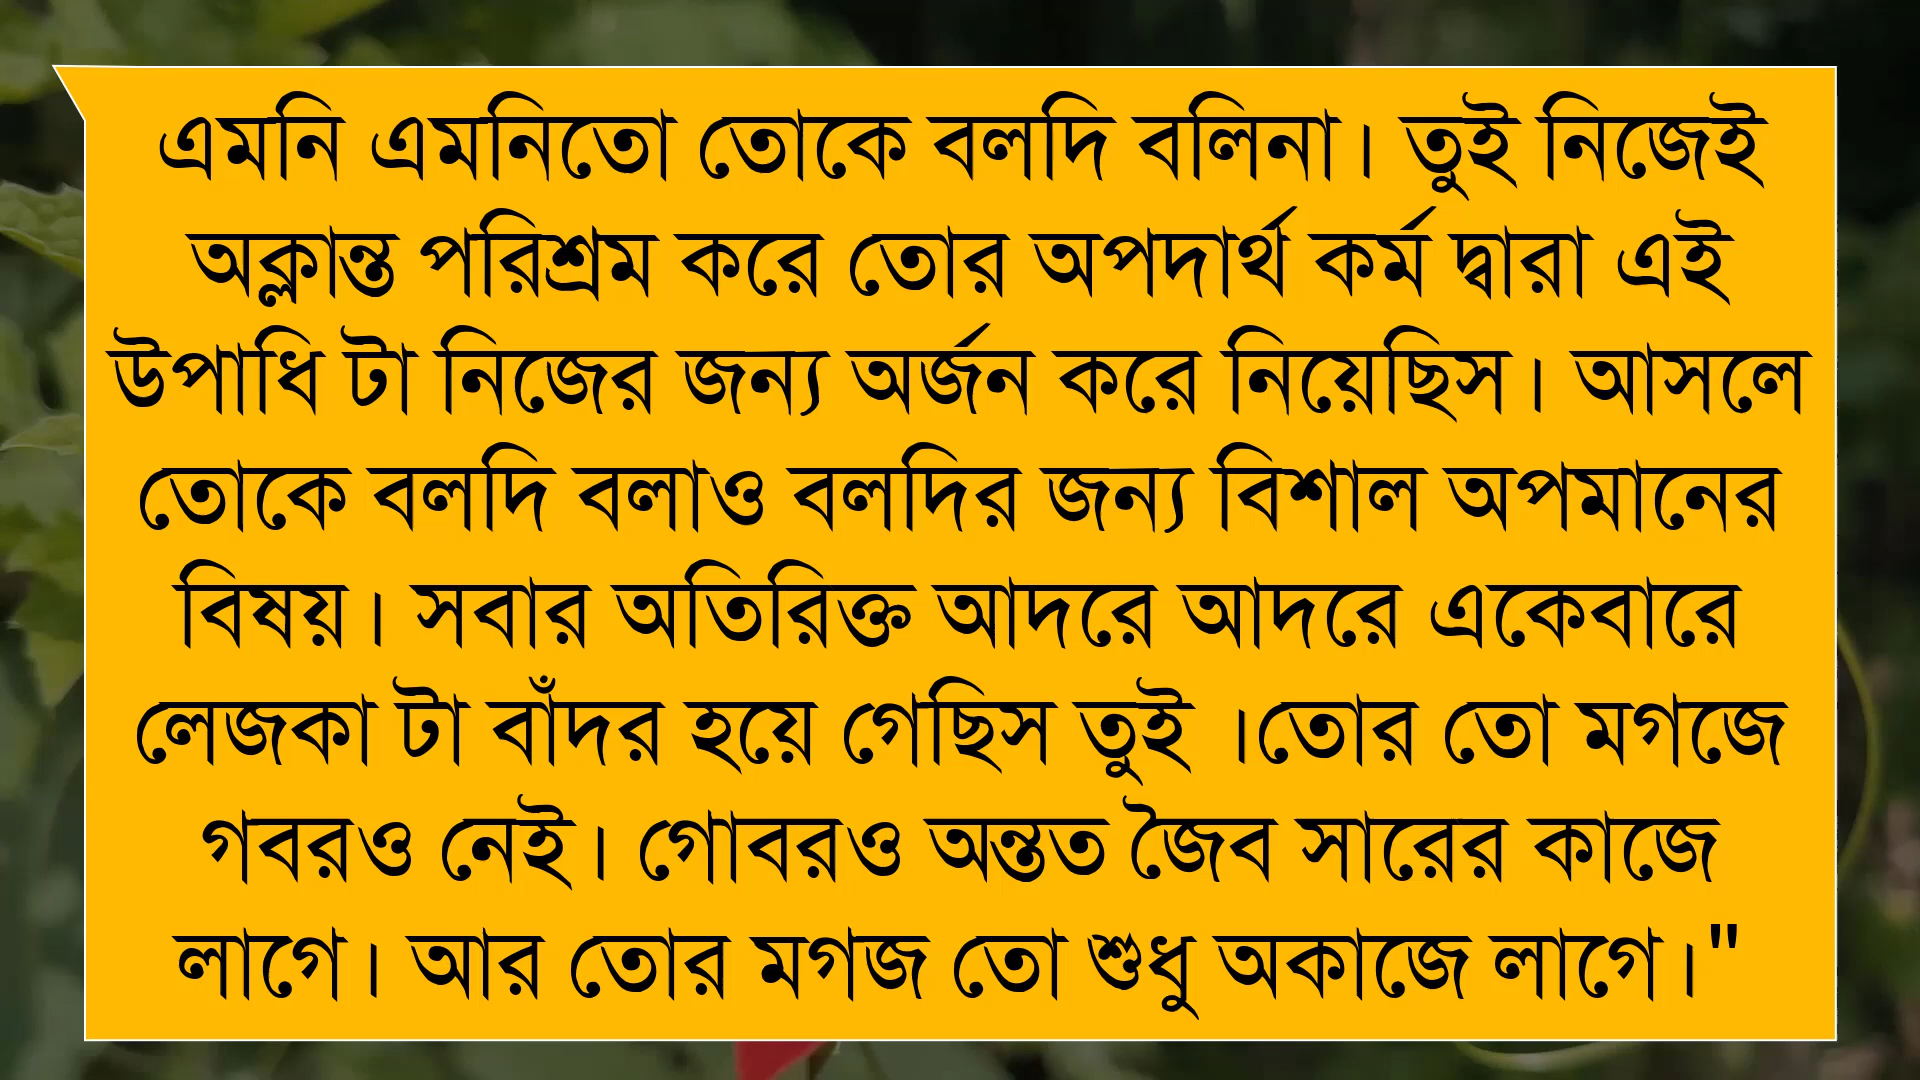 এমনি এমনিতো তোকে বলদি বলিনা। তুই নিজেই
অক্লান্ত পরিশ্রম করে তোর অপদার্থ কর্ম দ্বারা এই
উপাধি টা নিজের জন্য অর্জন করে নিয়েছিস। আসলে
তোকে বলদি বলাও বলদির জন্য বিশাল অপমানের
বিষয়। সবার অতিরিক্ত আদরে আদরে একেবারে
লেজকা টা বাঁদর হয়ে গেছিস তুই ।তোর তো মগজে
গবরও নেই। গোবরও অন্তত জৈব সারের কাজে
লাগে। আর তোর মগজ তো শুধু অকাজে লাগে।"